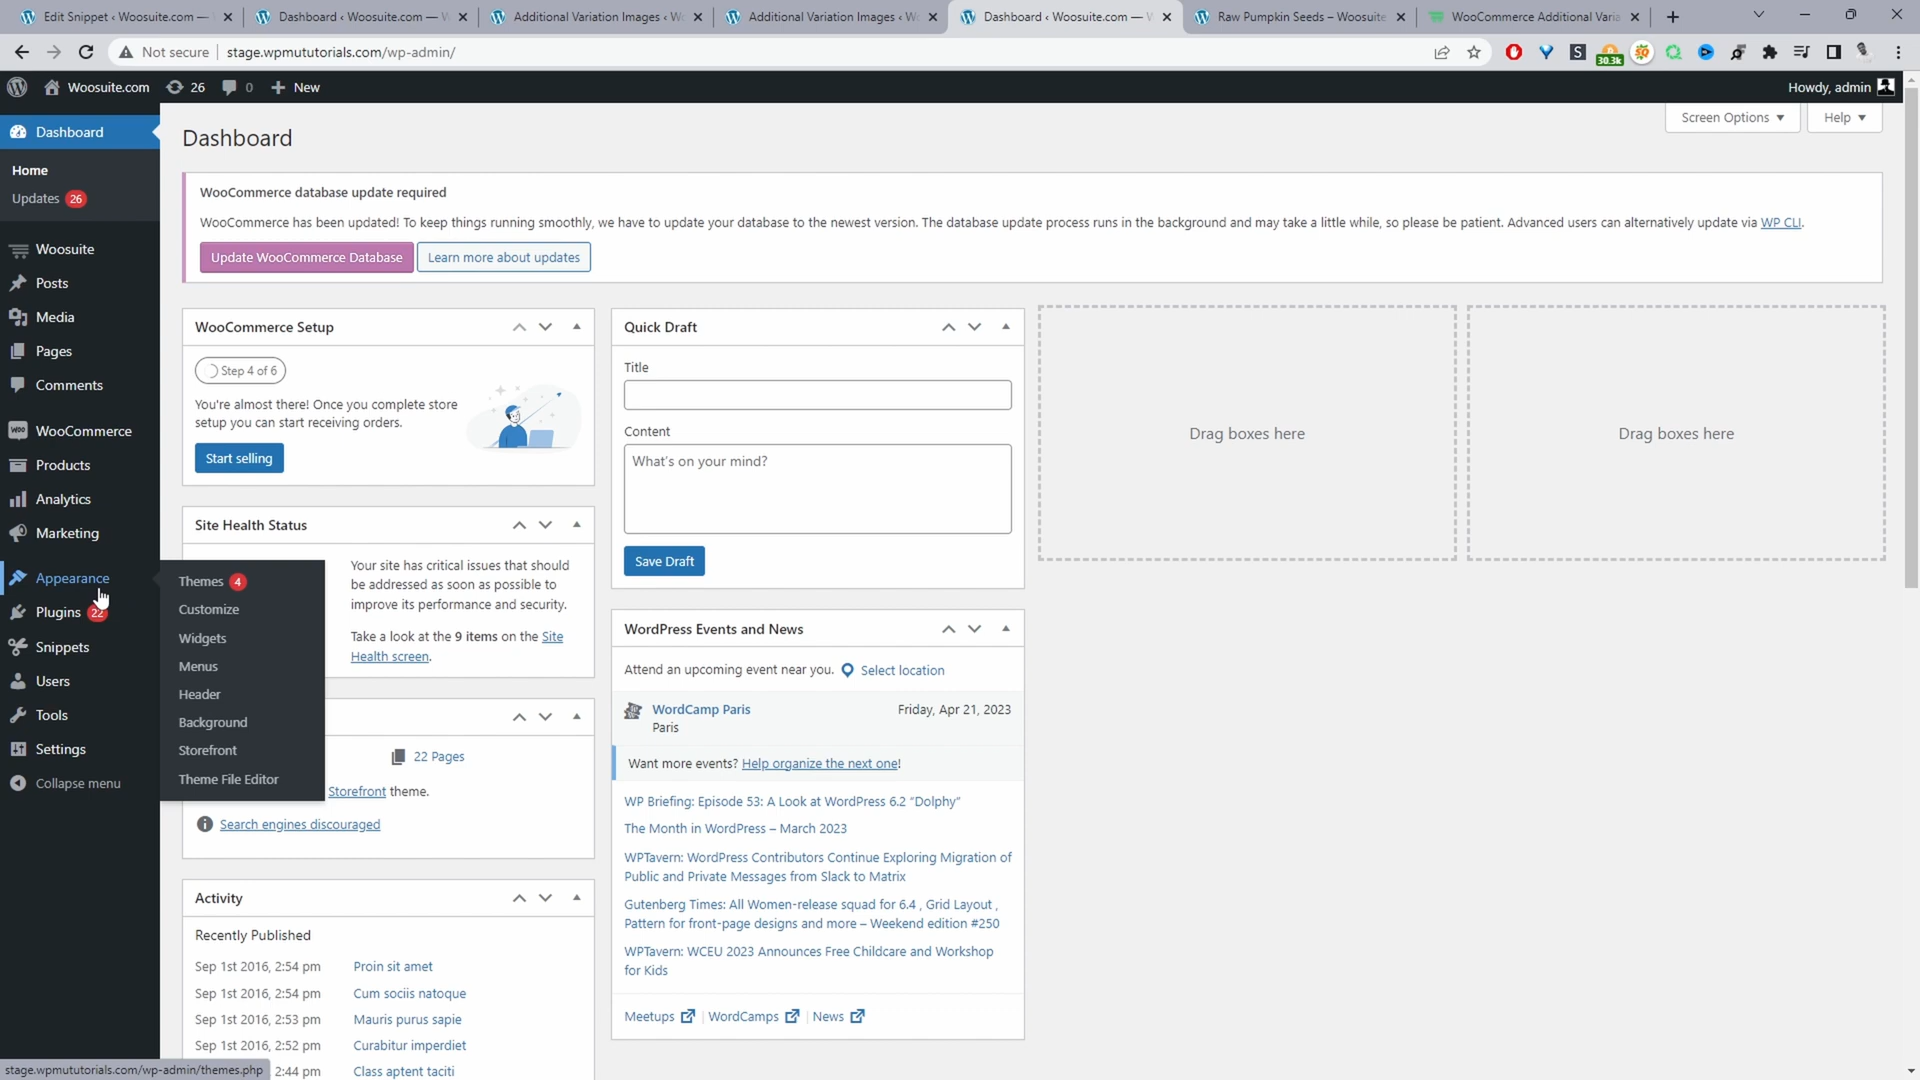 Edit Snippet ‹ Woosuite.com —
Dashboard ‹ Woosuite.com — W
Additional Variation Images ‹ Wo
Additional Variation Images ‹ Wo
Dashboard ‹ Woosuite.com — W
Raw Pumpkin Seeds – Woosuite
WooCommerce Additional Varia
Not secure
stage.wpmututorials.com/wp-admin/
30.3k
Woosuite.com
26
0
New
Howdy, admin
Dashboard
Home
Updates 26
Woosuite
Posts
Media
Pages
Comments
WooCommerce
Products
Analytics
Marketing
Appearance
Plugins 22
Snippets
Users
Tools
Settings
Collapse menu
Themes 4
Customize
Widgets
Menus
Header
Background
Storefront
Theme File Editor
Dashboard
Screen Options
Help
WooCommerce database update required
WooCommerce has been updated! To keep things running smoothly, we have to update your database to the newest version. The database update process runs in the background and may take a little while, so please be patient. Advanced users can alternatively update via WP CLI.
Update WooCommerce Database
Learn more about updates
WooCommerce Setup
Step 4 of 6
You're almost there! Once you complete store
setup you can start receiving orders.
Start selling
Site Health Status
Your site has critical issues that should
be addressed as soon as possible to
improve its performance and security.
Take a look at the 9 items on the Site
Health screen.
22 Pages
Storefront theme.
Search engines discouraged
Activity
Recently Published
Sep 1st 2016, 2:54 pm Proin sit amet
Sep 1st 2016, 2:54 pm Cum sociis natoque
Sep 1st 2016, 2:53 pm Mauris purus sapie
Sep 1st 2016, 2:52 pm Curabitur imperdiet
2:44 pm Class aptent taciti
Quick Draft
Title
Content
What's on your mind?
Save Draft
WordPress Events and News
Attend an upcoming event near you. Select location
WordCamp Paris Friday, Apr 21, 2023
Paris
Want more events? Help organize the next one!
WP Briefing: Episode 53: A Look at WordPress 6.2 “Dolphy”
The Month in WordPress – March 2023
WPTavern: WordPress Contributors Continue Exploring Migration of
Public and Private Messages from Slack to Matrix
Gutenberg Times: All Women-release squad for 6.4 , Grid Layout ,
Pattern for front-page designs and more – Weekend edition #250
WPTavern: WCEU 2023 Announces Free Childcare and Workshop
for Kids
Meetups | WordCamps | News
Drag boxes here
Drag boxes here
stage.wpmututorials.com/wp-admin/themes.php